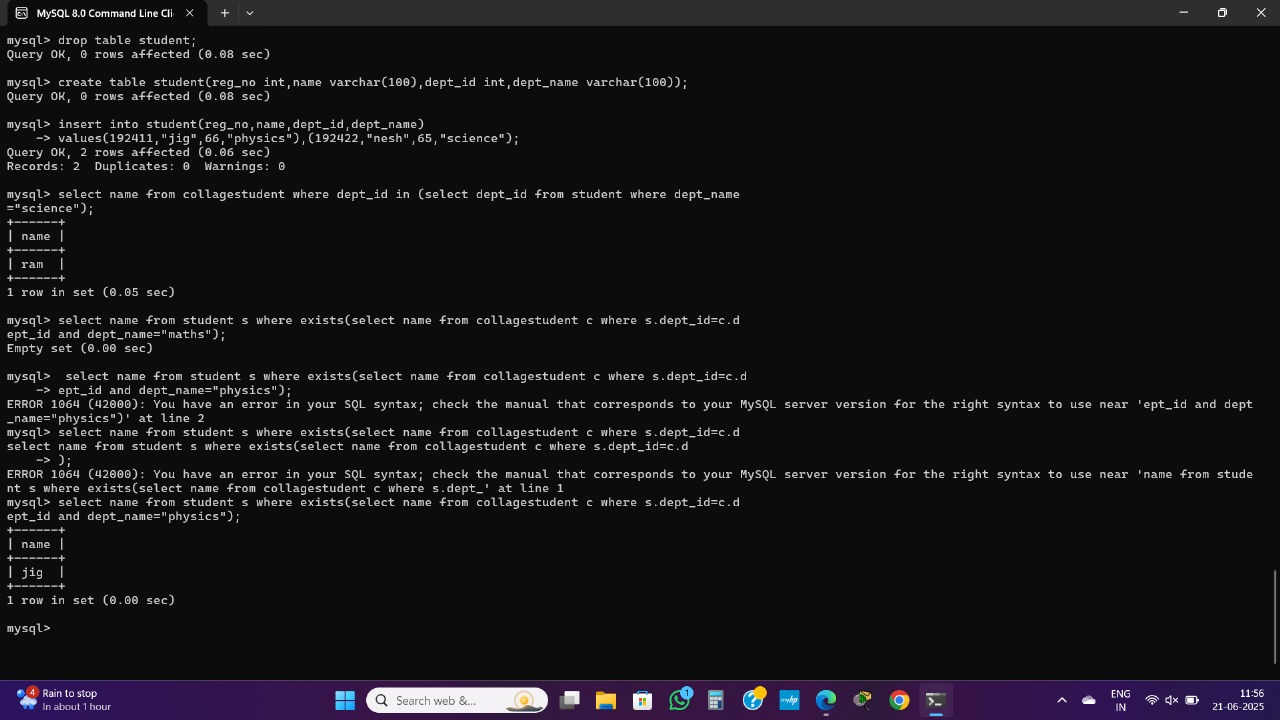 MySQL 8.0 Command Line Cli
mysql> drop table student;
Query OK, 0 rows affected (0.08 sec)
mysql> create table student(reg_no int,name varchar(100),dept_id int,dept_name varchar(100));
Query OK, 0 rows affected (0.08 sec)
mysql> insert into student(reg_no,name,dept_id,dept_name)
    -> values(192411,"jig",66,"physics"),(192422,"nesh",65,"science");
Query OK, 2 rows affected (0.06 sec)
Records: 2  Duplicates: 0  Warnings: 0
mysql> select name from collagestudent where dept_id in (select dept_id from student where dept_name
="science");
+------+
| name |
+------+
| ram  |
+------+
1 row in set (0.05 sec)
mysql> select name from student s where exists(select name from collagestudent c where s.dept_id=c.d
ept_id and dept_name="maths");
Empty set (0.00 sec)
mysql>  select name from student s where exists(select name from collagestudent c where s.dept_id=c.d
    -> ept_id and dept_name="physics");
ERROR 1064 (42000): You have an error in your SQL syntax; check the manual that corresponds to your MySQL server version for the right syntax to use near 'ept_id and dept
_name="physics")' at line 2
mysql> select name from student s where exists(select name from collagestudent c where s.dept_id=c.d
select name from student s where exists(select name from collagestudent c where s.dept_id=c.d
    -> );
ERROR 1064 (42000): You have an error in your SQL syntax; check the manual that corresponds to your MySQL server version for the right syntax to use near 'name from stude
nt s where exists(select name from collagestudent c where s.dept_' at line 1
mysql> select name from student s where exists(select name from collagestudent c where s.dept_id=c.d
ept_id and dept_name="physics");
+------+
| name |
+------+
| jig  |
+------+
1 row in set (0.00 sec)
mysql>
4
Rain to stop
In about 1 hour
Search web &...
1
myhp
ENG
IN
11:56
21-06-2025